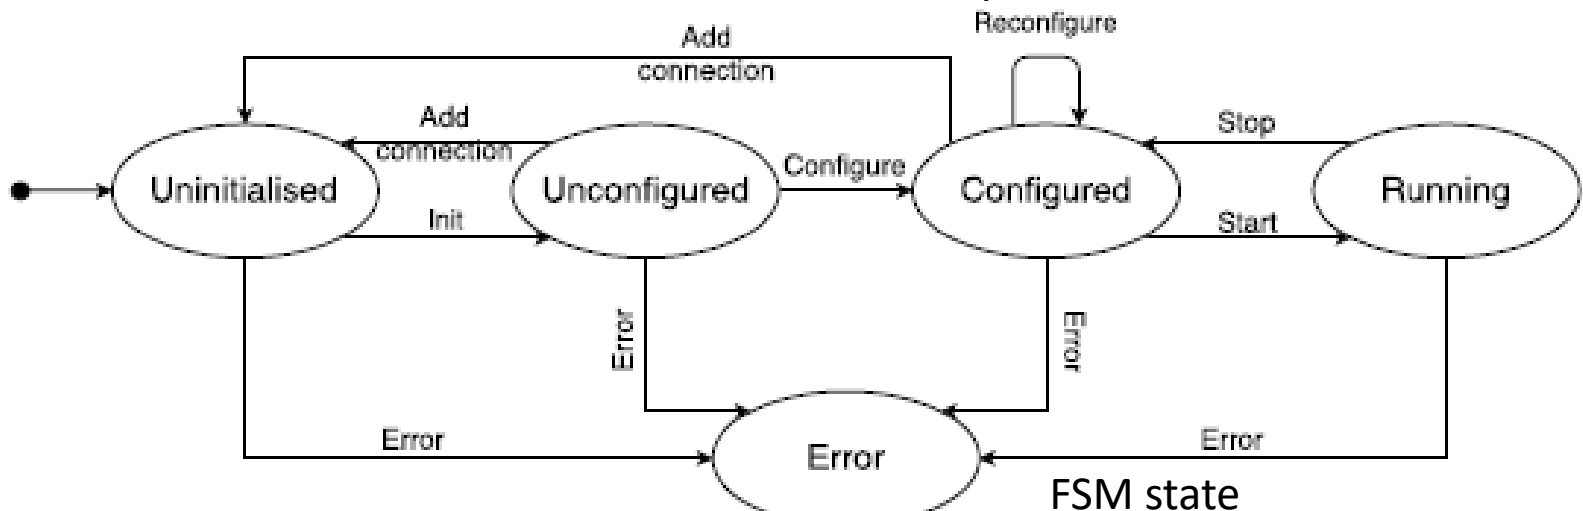 Reconfigure
Add
connection
Add
connection
Stop
Configure
Uninitialised
Unconfigured
Configured
Running
Init
Start
Error
Error
Error
Error
Error
FSM state